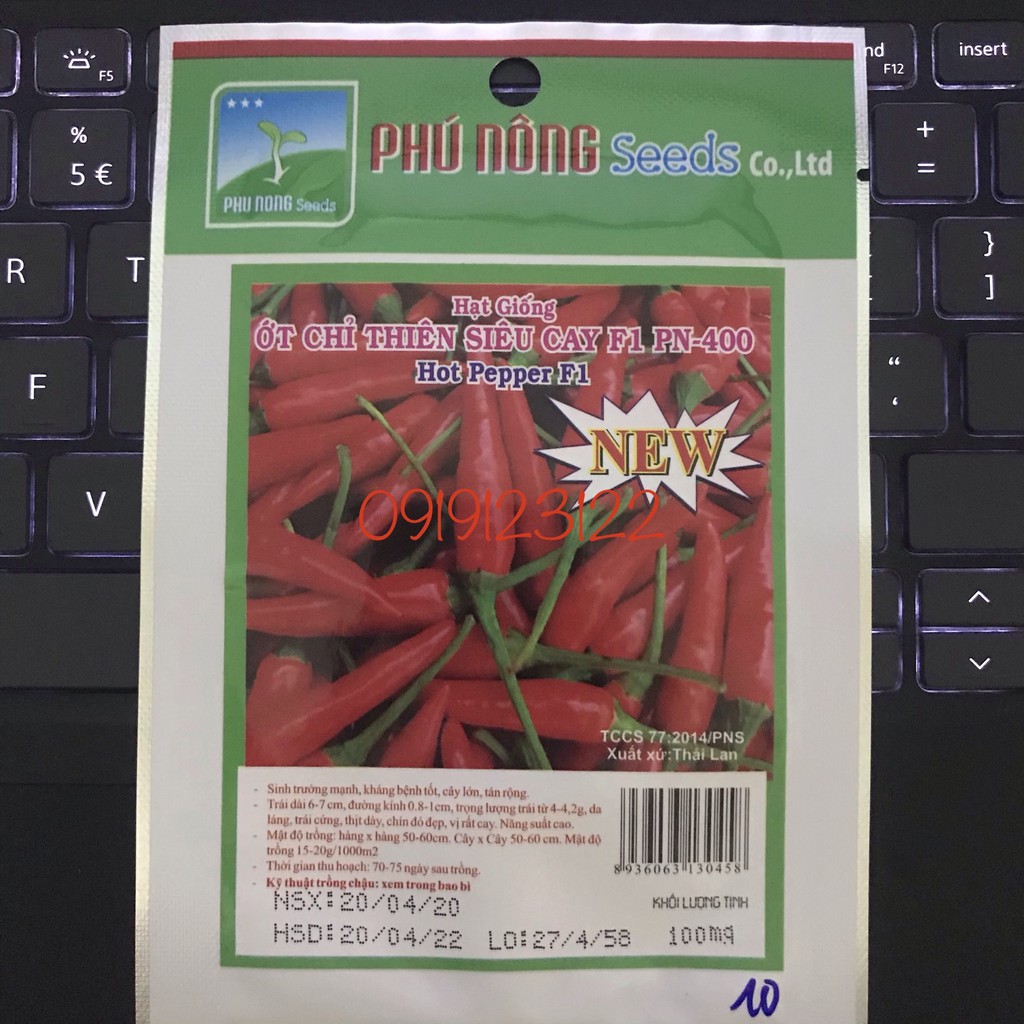 F5
nd
F12
insert
%
5 €
+
=
R
T
}
]
F
“
‘
V
PHU NONG Seeds
PHÚ NÔNG Seeds Co.,Ltd
Hạt Giống
ỚT CHỈ THIÊN SIÊU CAY F1 PN-400
Hot Pepper F1
NEW
0919123122
TCCS 77:2014/PNS
Xuất xứ:Thái Lan
- Sinh trưởng mạnh, kháng bệnh tốt, cây lớn, tán rộng.
- Trái dài 6-7 cm, đường kính 0.8-1cm, trọng lượng trái từ 4-4,2g, da
láng, trái cứng, thịt dày, chín đỏ đẹp, vị rất cay. Năng suất cao.
- Mật độ trồng: hàng x hàng 50-60cm. Cây x Cây 50-60 cm. Mật độ
trồng 15-20g/1000m2
- Thời gian thu hoạch: 70-75 ngày sau trồng.
- Kỹ thuật trồng chậu: xem trong bao bì
8 936063 130458
NSX:20/04/20
KHỐI LƯỢNG TỊNH
HSD:20/04/22 LO:27/4/58 100mg
10